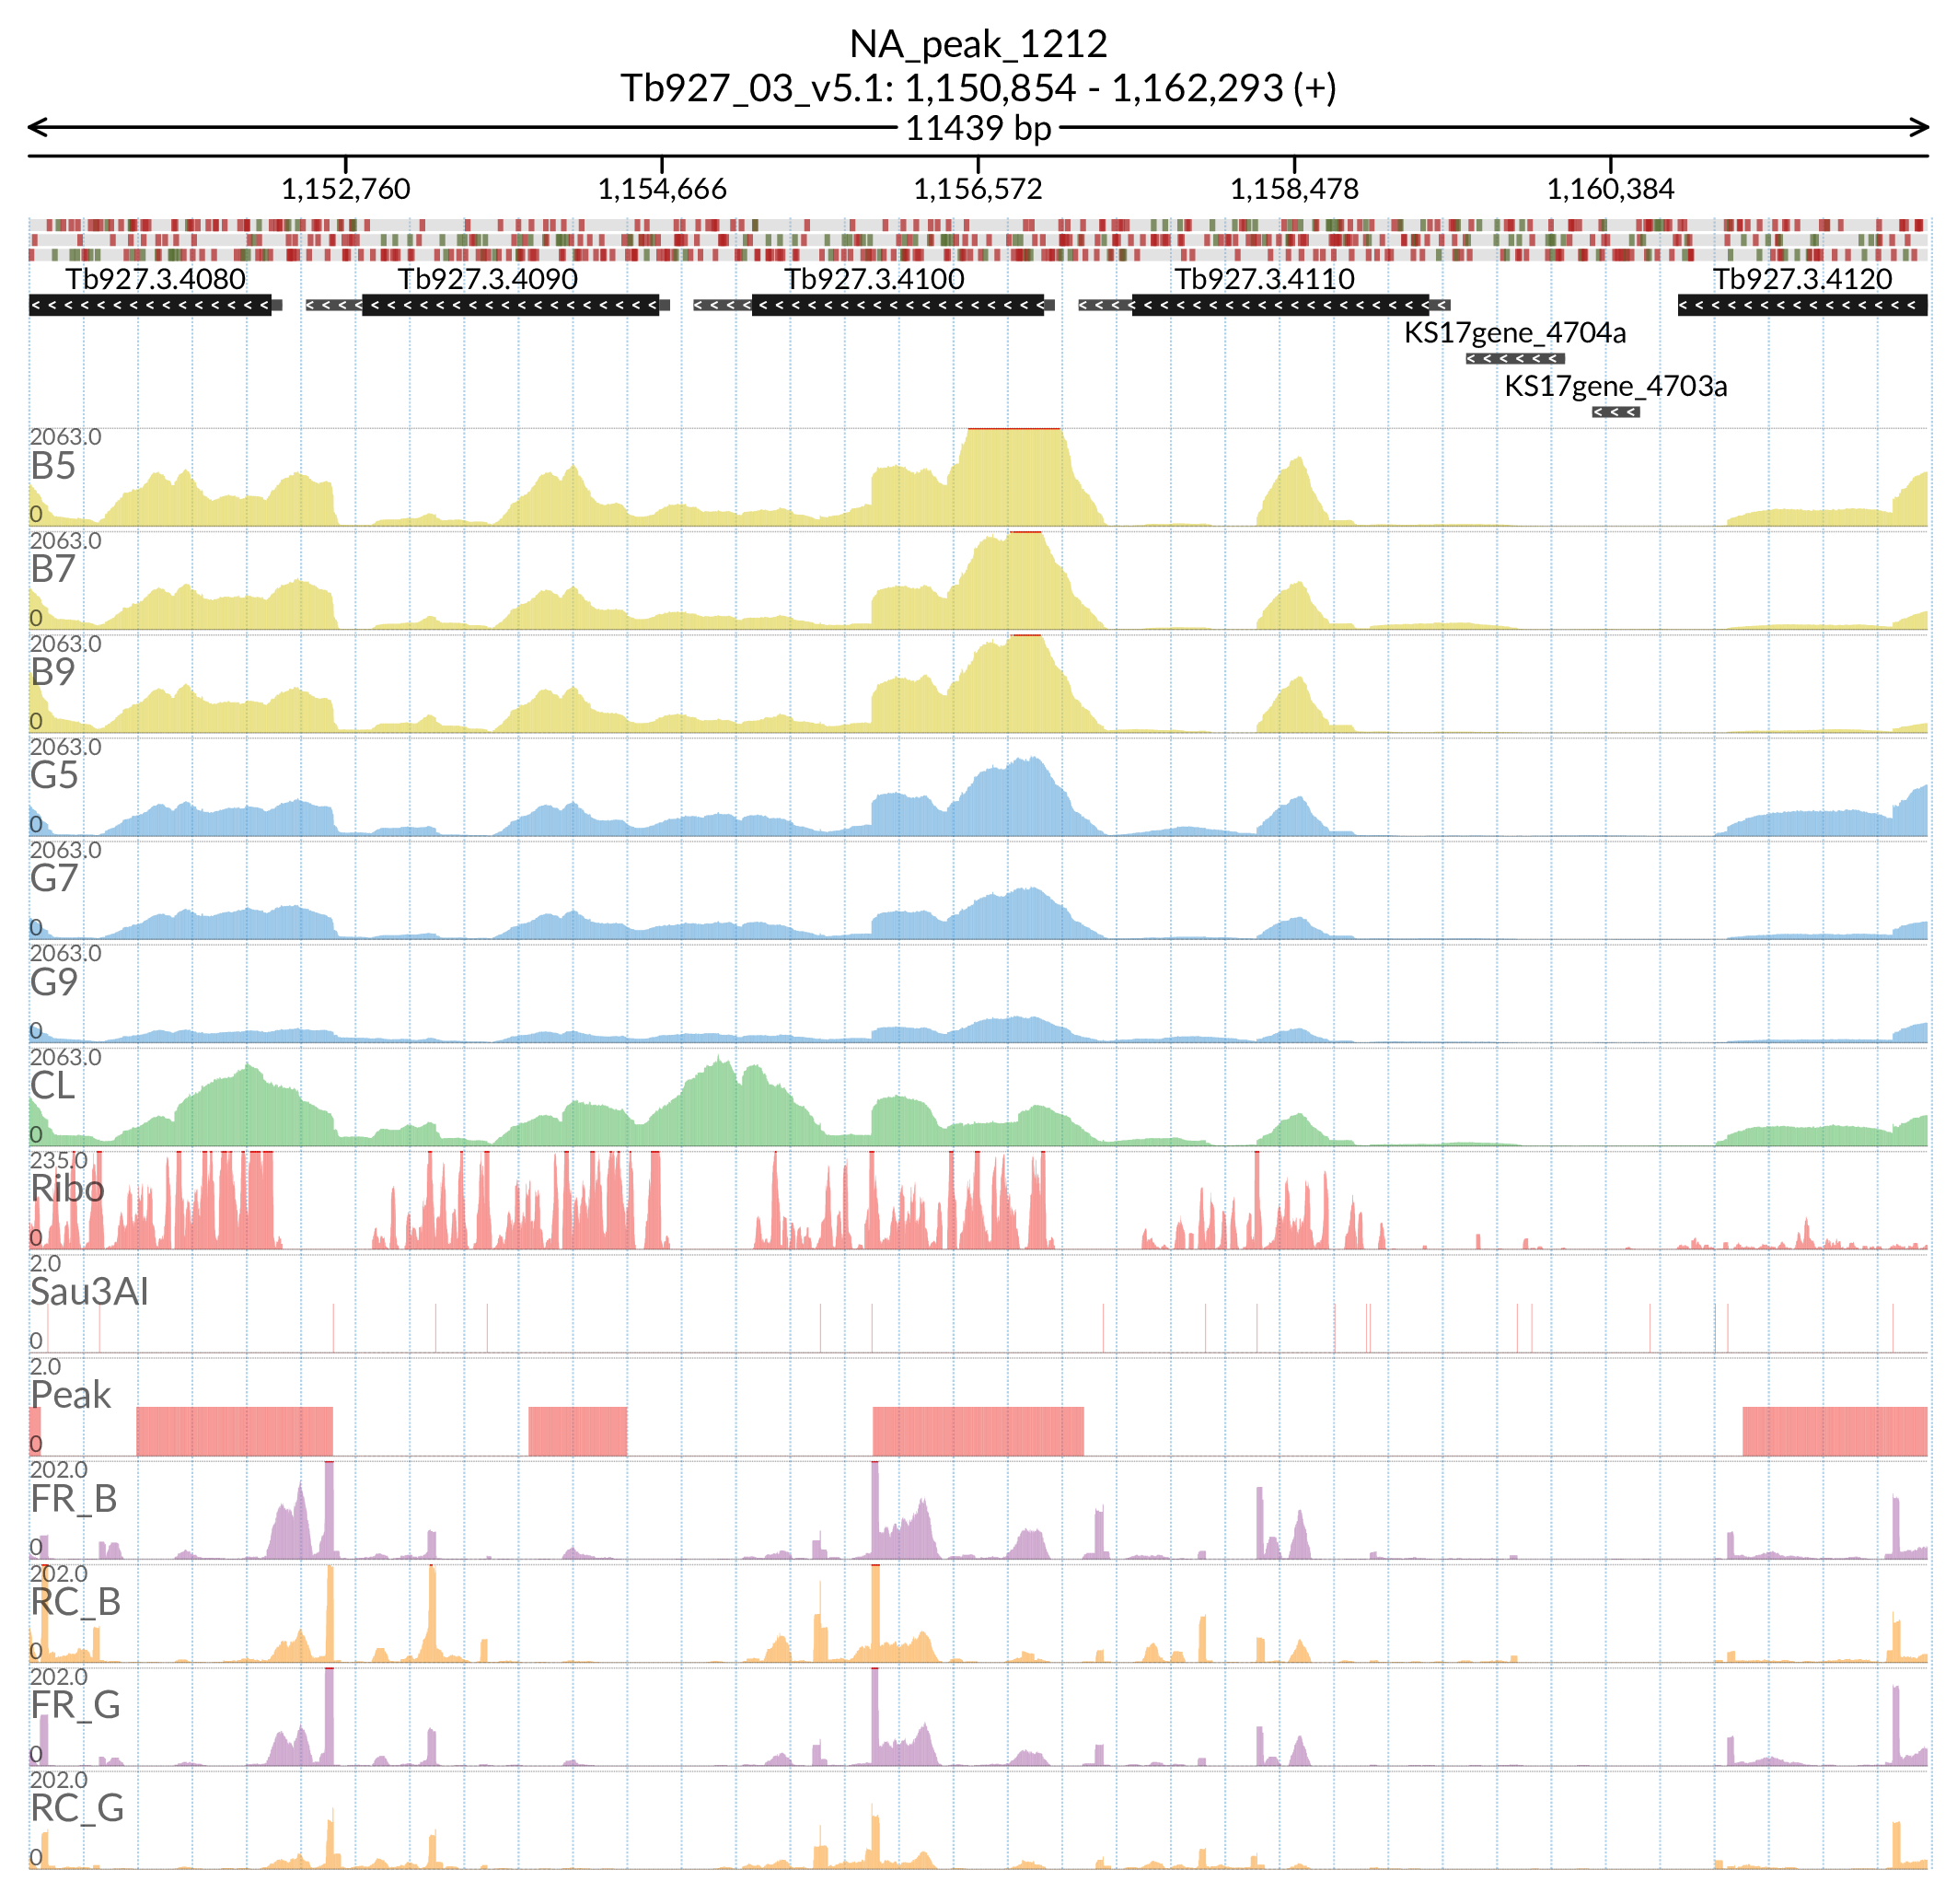 NA_peak_1212
Tb927_03_v5.1: 1,150,854 - 1,162,293 (+)
11439 bp
1,152,760 1,154,666 1,156,572 1,158,478 1,160,384
Tb927.3.4080 Tb927.3.4090 Tb927.3.4100 Tb927.3.4110 Tb927.3.4120
KS17gene_4704a
KS17gene_4703a
2063.0
B5
0
2063.0
B7
0
2063.0
B9
0
2063.0
G5
0
2063.0
G7
0
2063.0
G9
0
2063.0
CL
0
235.0
Ribo
0
2.0
Sau3AI
0
2.0
Peak
0
202.0
FR_B
0
202.0
RC_B
0
202.0
FR_G
0
202.0
RC_G
0